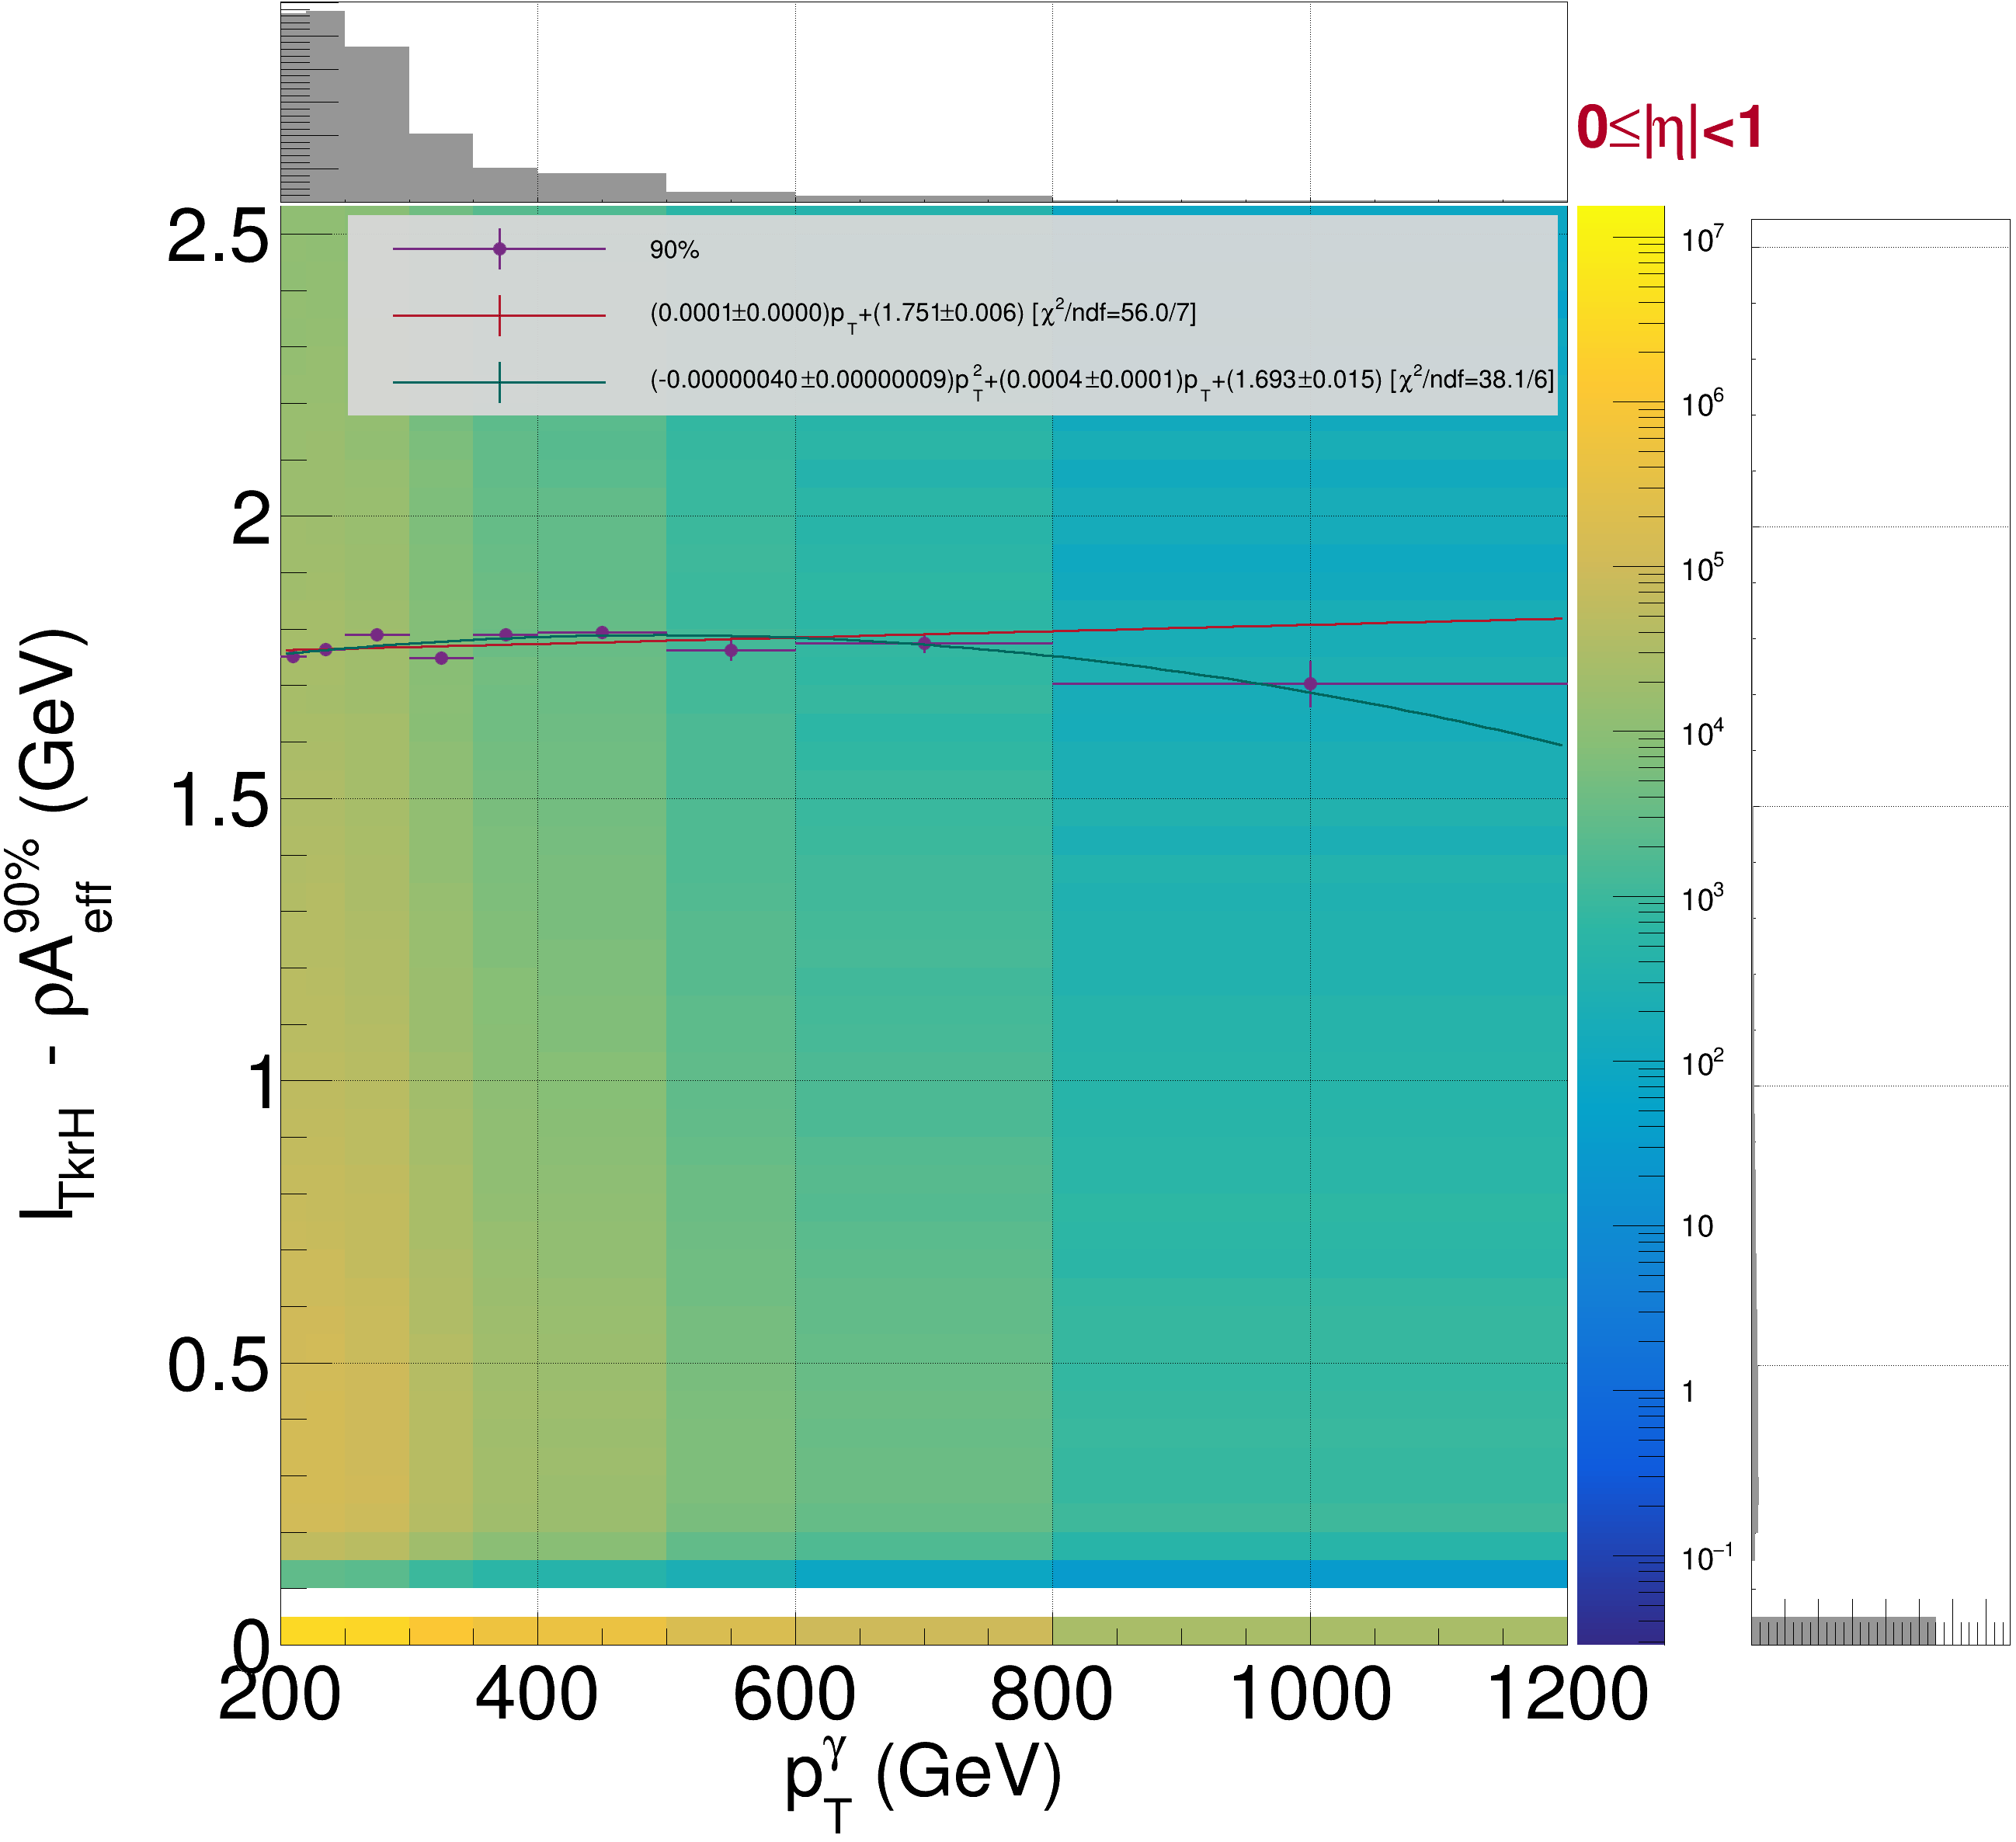 0≤|η|<1
90%
(0.0001±0.0000)p_T+(1.751±0.006) [χ²/ndf=56.0/7]
(-0.00000040±0.00000009)p_T²+(0.0004±0.0001)p_T+(1.693±0.015) [χ²/ndf=38.1/6]
2.5
2
1.5
1
0.5
0
200 400 600 800 1000 1200
p_T^γ (GeV)
I_TkrH - ρA_eff^90% (GeV)
10⁷
10⁶
10⁵
10⁴
10³
10²
10
1
10⁻¹